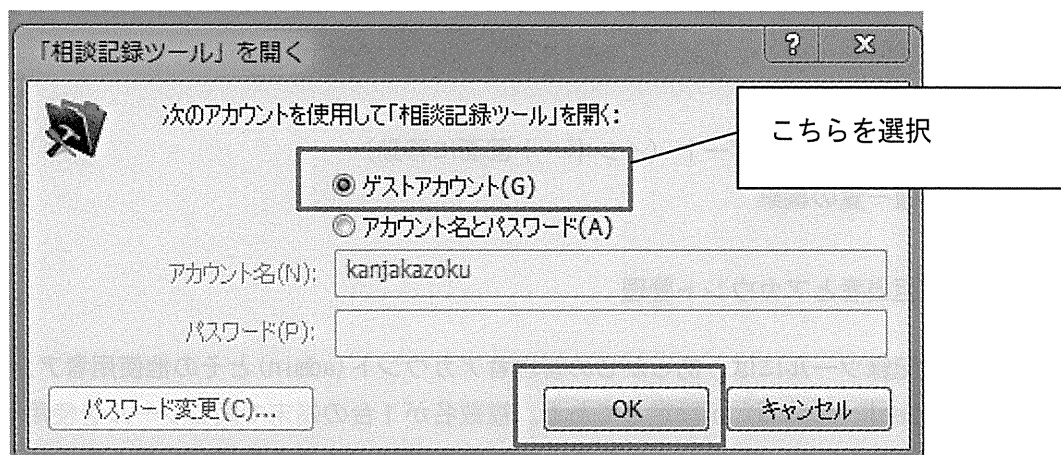 「相談記録ツール」を開く
次のアカウントを使用して「相談記録ツール」を開く:
こちらを選択
ゲストアカウント(G)
アカウント名とパスワード(A)
アカウント名(N): kanjakazoku
パスワード(P):
パスワード変更(C)... OK キャンセル